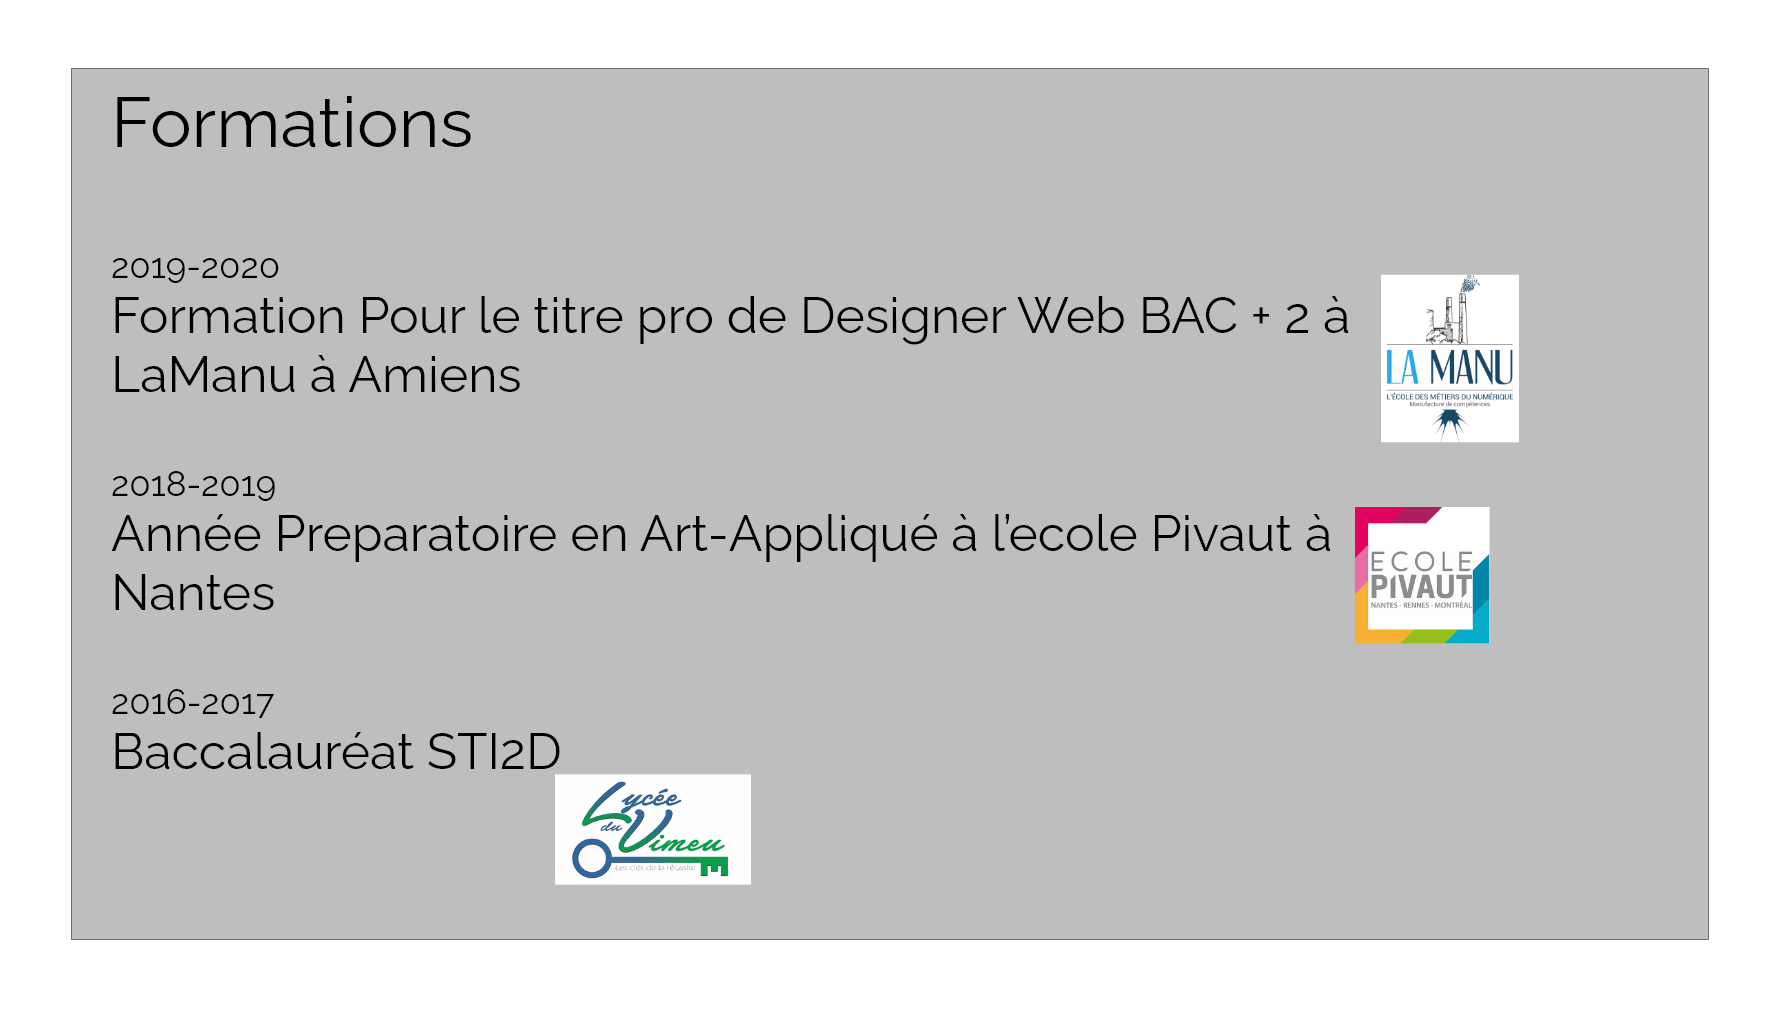 Formations
2019-2020
Formation Pour le titre pro de Designer Web BAC + 2 à
LaManu à Amiens
LA MANU
L'ÉCOLE DES MÉTIERS DU NUMÉRIQUE
Manufacture de compétences
2018-2019
Année Preparatoire en Art-Appliqué à l’ecole Pivaut à
Nantes
ECOLE
PIVAUT
NANTES - RENNES - MONTRÉAL
2016-2017
Baccalauréat STI2D
Lycée
du Vimeu
Les clés de la réussite